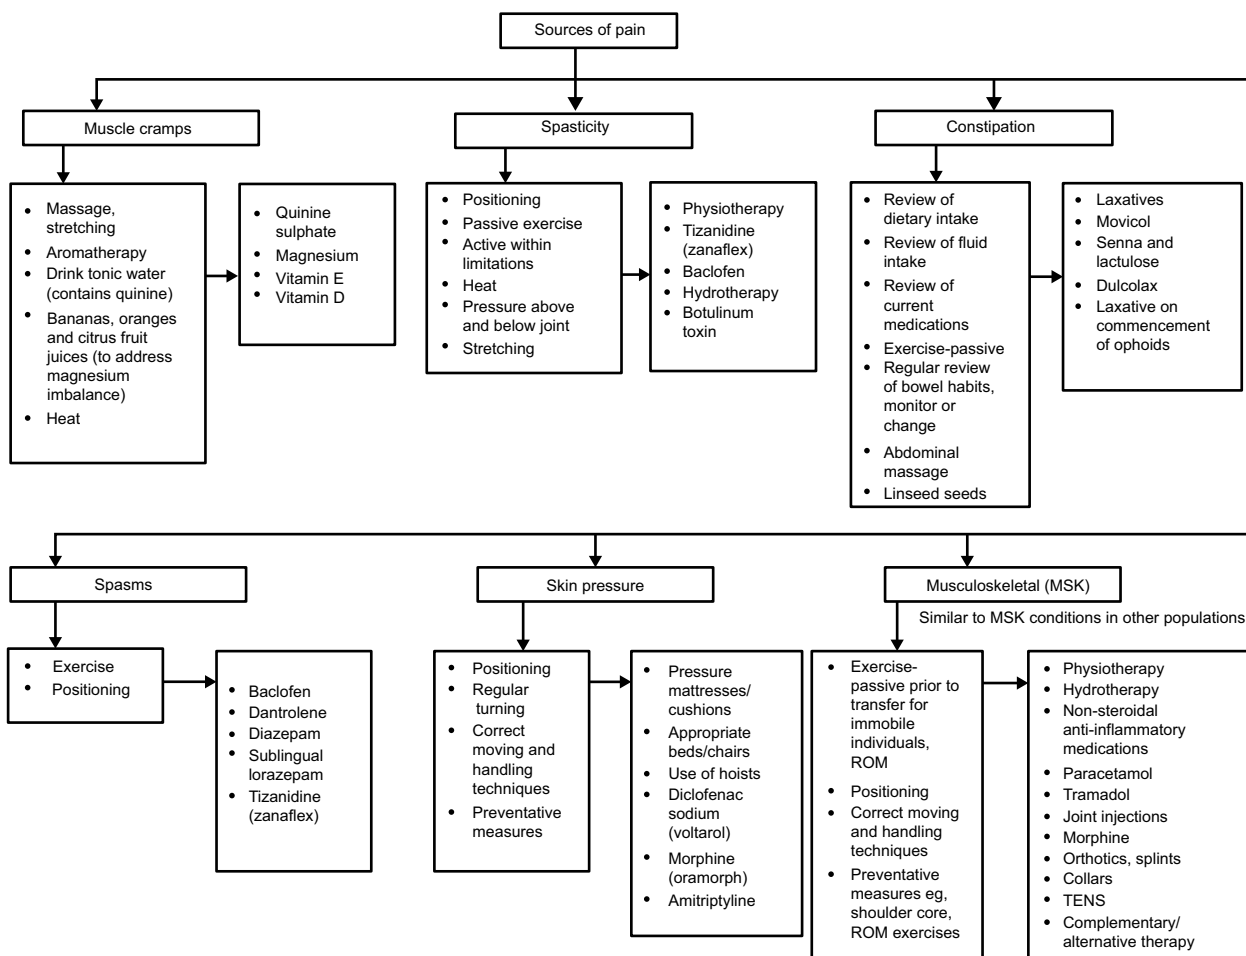 Sources of pain
Muscle cramps
Spasticity
Constipation
• Massage,
stretching
• Aromatherapy
• Drink tonic water
(contains quinine)
• Bananas, oranges
and citrus fruit
juices (to address
magnesium
imbalance)
• Heat
• Quinine
sulphate
• Magnesium
• Vitamin E
• Vitamin D
• Positioning
• Passive exercise
• Active within
limitations
• Heat
• Pressure above
and below joint
• Stretching
• Physiotherapy
• Tizanidine
(zanaflex)
• Baclofen
• Hydrotherapy
• Botulinum
toxin
• Review of
dietary intake
• Review of fluid
intake
• Review of
current
medications
• Exercise-passive
• Regular review
of bowel habits,
monitor or
change
• Abdominal
massage
• Linseed seeds
• Laxatives
• Movicol
• Senna and
lactulose
• Dulcolax
• Laxative on
commencement
of ophoids
Spasms
Skin pressure
Musculoskeletal (MSK)
Similar to MSK conditions in other populations
• Exercise
• Positioning
• Baclofen
• Dantrolene
• Diazepam
• Sublingual
lorazepam
• Tizanidine
(zanaflex)
• Positioning
• Regular
turning
• Correct
moving and
handling
techniques
• Preventative
measures
• Pressure
mattresses/
cushions
• Appropriate
beds/chairs
• Use of hoists
• Diclofenac
sodium
(voltarol)
• Morphine
(oramorph)
• Amitriptyline
• Exercise-
passive prior to
transfer for
immobile
individuals,
ROM
• Positioning
• Correct moving
and handling
techniques
• Preventative
measures eg,
shoulder core,
ROM exercises
• Physiotherapy
• Hydrotherapy
• Non-steroidal
anti-inflammatory
medications
• Paracetamol
• Tramadol
• Joint injections
• Morphine
• Orthotics, splints
• Collars
• TENS
• Complementary/
alternative therapy